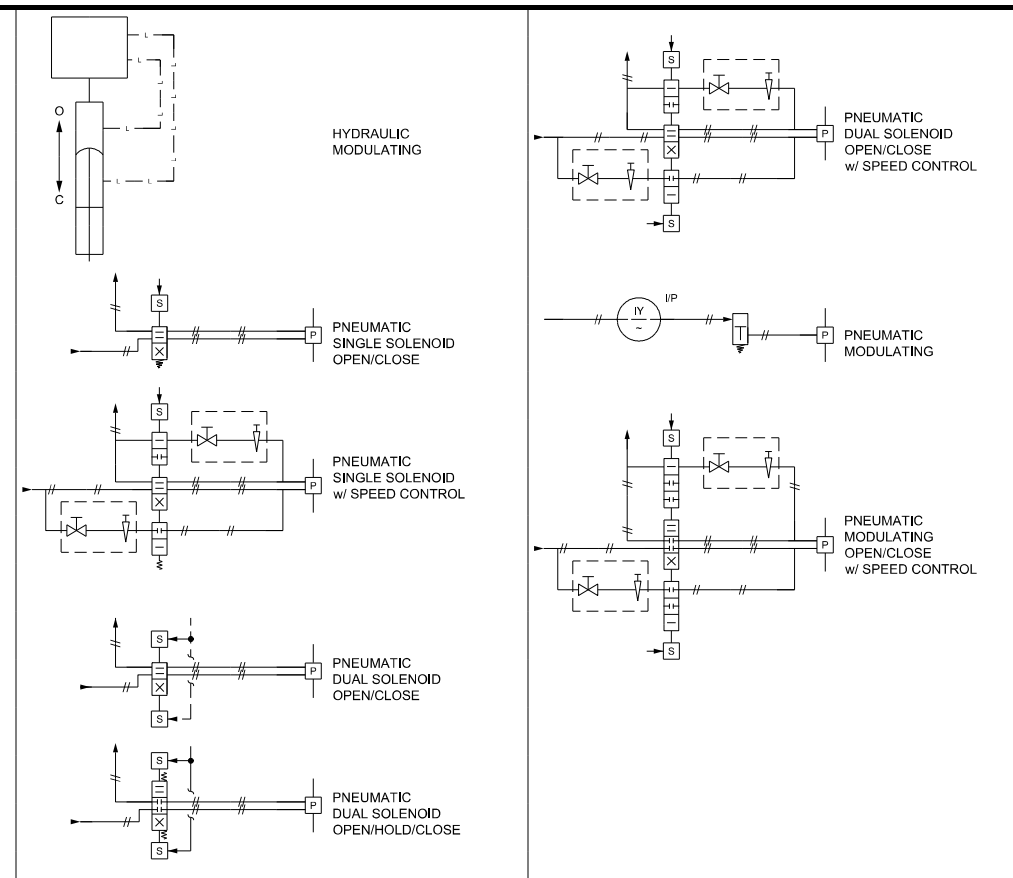 L
L
L
L
L
L
L
L L
O
C
HYDRAULIC
MODULATING
S
P
PNEUMATIC
SINGLE SOLENOID
OPEN/CLOSE
S
P
PNEUMATIC
SINGLE SOLENOID
w/ SPEED CONTROL
S
S
P
PNEUMATIC
DUAL SOLENOID
OPEN/CLOSE
S
S
P
PNEUMATIC
DUAL SOLENOID
OPEN/HOLD/CLOSE
S
S
P
PNEUMATIC
DUAL SOLENOID
OPEN/CLOSE
w/ SPEED CONTROL
I/P
IY
~
P
PNEUMATIC
MODULATING
S
S
P
PNEUMATIC
MODULATING
OPEN/CLOSE
w/ SPEED CONTROL